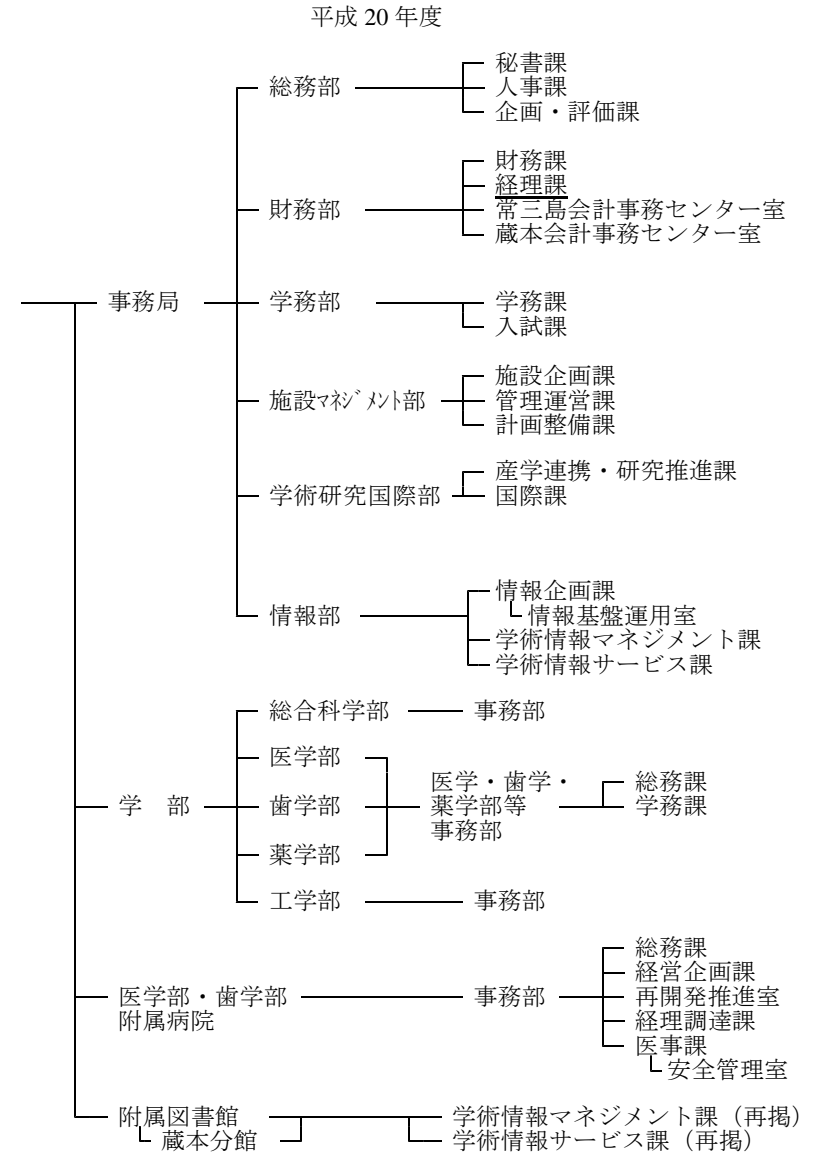 平成 20 年度
秘書課
総務部 人事課
企画・評価課
財務課
経理課
財務部 常三島会計事務センター室
蔵本会計事務センター室
事務局 学務部 学務課
入試課
施設企画課
施設ﾏﾈｼﾞﾒﾝﾄ部 管理運営課
計画整備課
産学連携・研究推進課
学術研究国際部 国際課
情報企画課
情報部 情報基盤運用室
学術情報マネジメント課
学術情報サービス課
総合科学部 事務部
医学部
医学・歯学・ 総務課
学 部 歯学部 薬学部等 学務課
事務部
薬学部
工学部 事務部
総務課
経営企画課
医学部・歯学部 事務部 再開発推進室
附属病院 経理調達課
医事課
安全管理室
附属図書館 学術情報マネジメント課（再掲）
蔵本分館 学術情報サービス課（再掲）